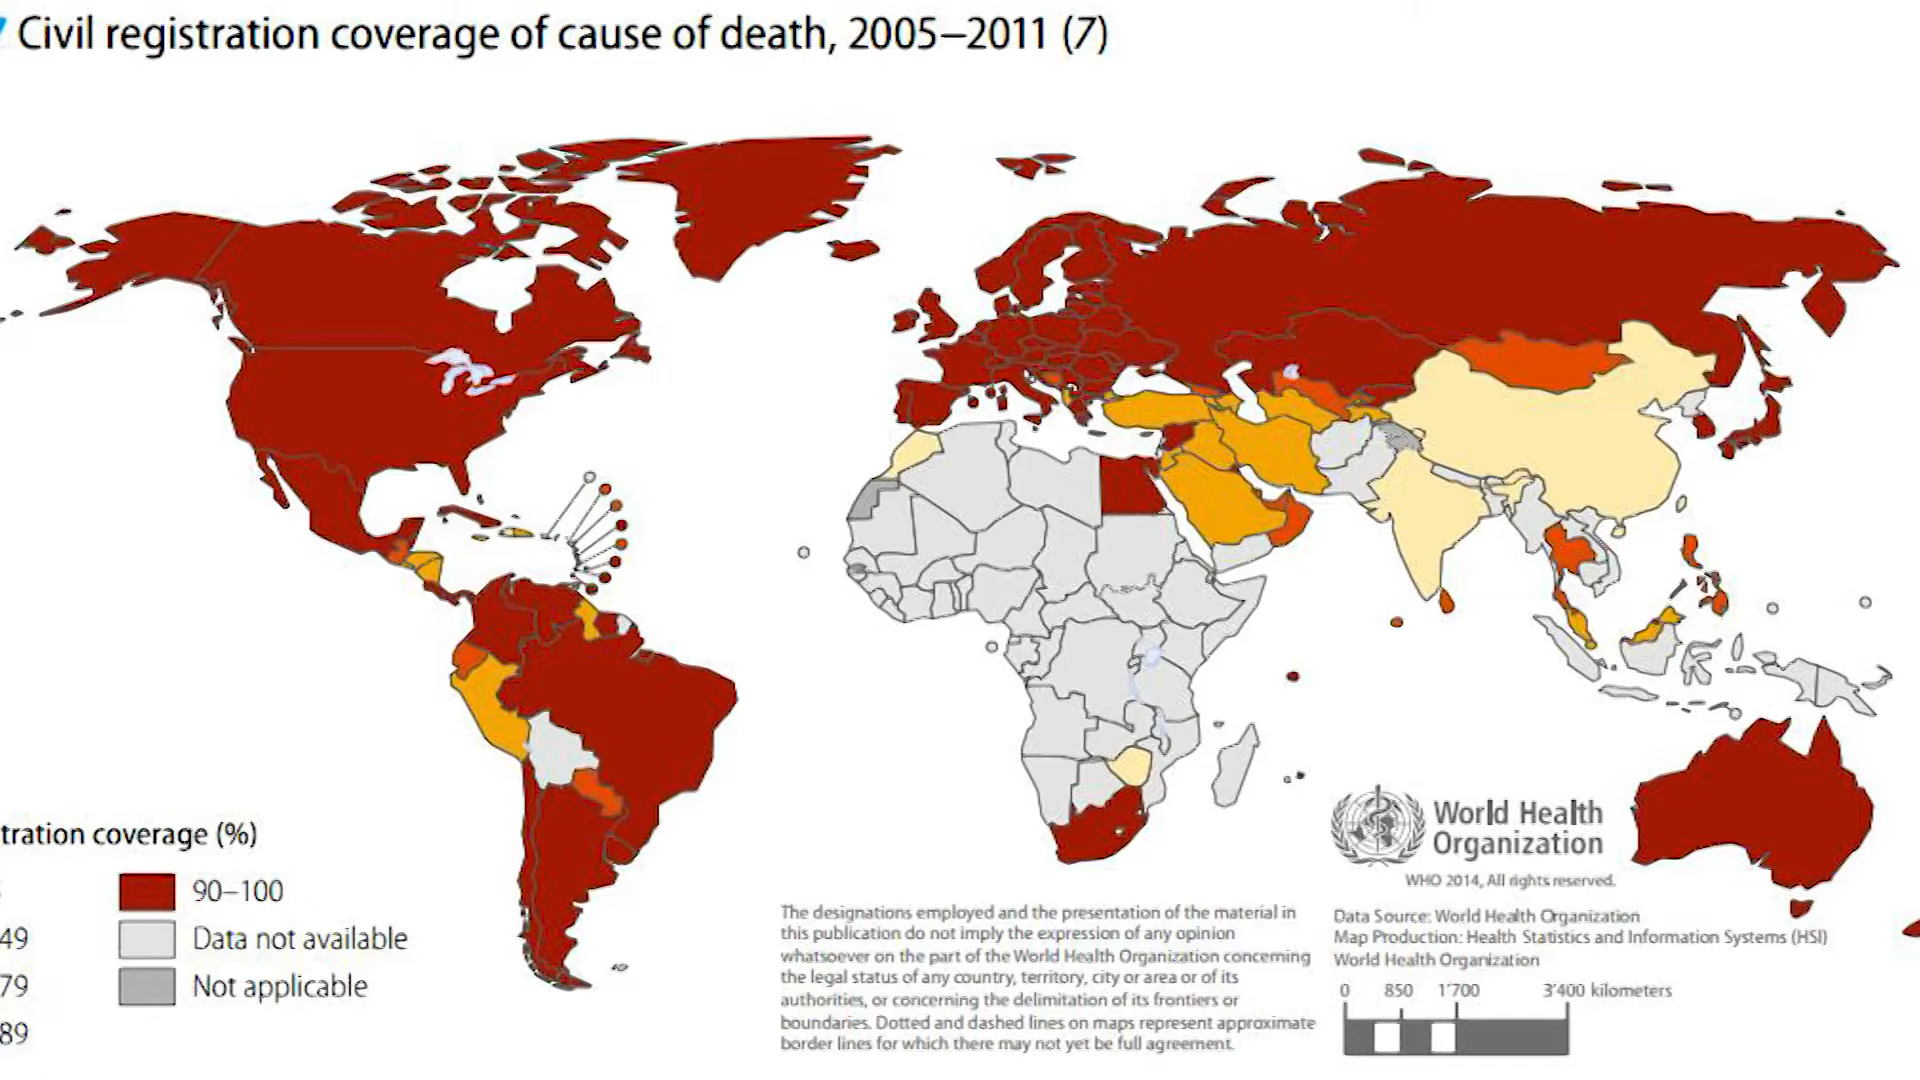 Civil registration coverage of cause of death, 2005–2011 (7)
tration coverage (%)
90–100
49
Data not available
79
Not applicable
89
World Health
Organization
WHO 2014, All rights reserved.
The designations employed and the presentation of the material in
this publication do not imply the expression of any opinion
whatsoever on the part of the World Health Organization concerning
the legal status of any country, territory, city or area or of its
authorities, or concerning the delimitation of its frontiers or
boundaries. Dotted and dashed lines on maps represent approximate
border lines for which there may not yet be full agreement.
Data Source: World Health Organization
Map Production: Health Statistics and Information Systems (HSI)
World Health Organization
0 850 1'700 3'400 kilometers